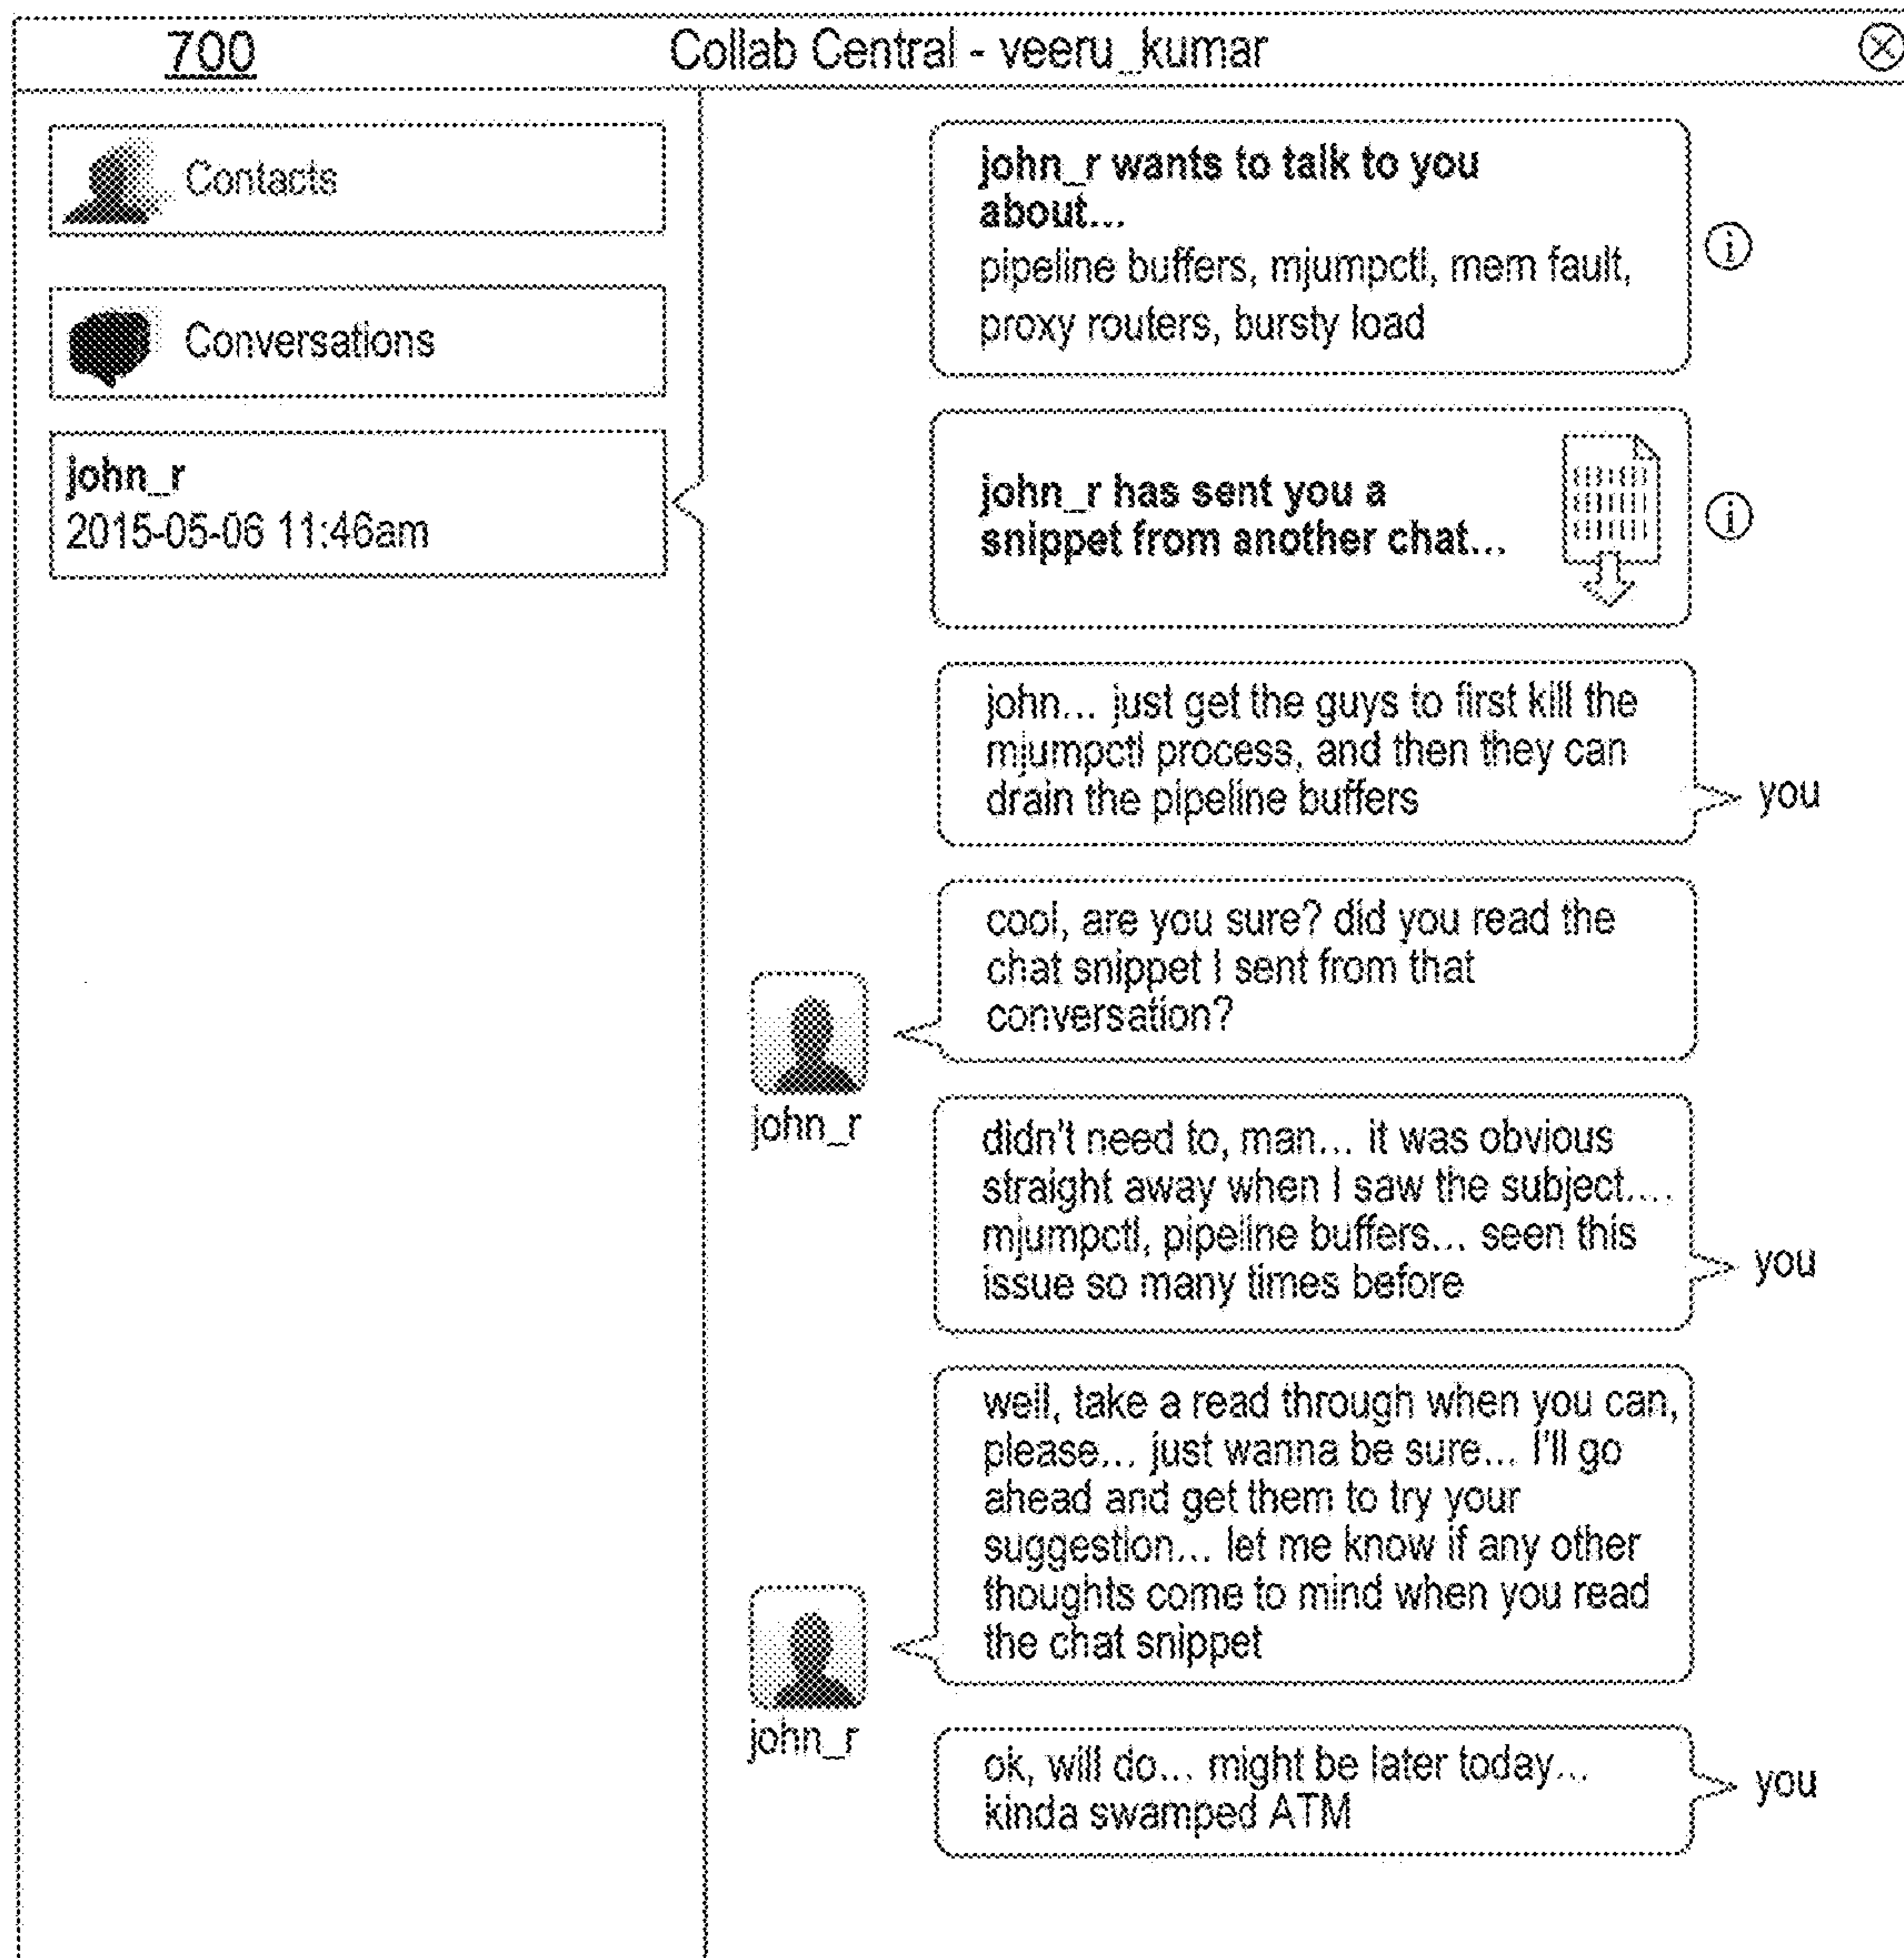 700
Collab Central - veeru_kumar
Contacts
Conversations
john_r
2015-05-06 11:46am
john_r wants to talk to you
about...
pipeline buffers, mjumpctl, mem fault,
proxy routers, bursty load
john_r has sent you a
snippet from another chat...
john... just get the guys to first kill the
mjumpctl process, and then they can
drain the pipeline buffers
you
cool, are you sure? did you read the
chat snippet I sent from that
conversation?
john_r
didn't need to, man... it was obvious
straight away when I saw the subject....
mjumpctl, pipeline buffers... seen this
issue so many times before
you
well, take a read through when you can,
please... just wanna be sure... I'll go
ahead and get them to try your
suggestion... let me know if any other
thoughts come to mind when you read
the chat snippet
john_r
ok, will do... might be later today...
kinda swamped ATM
you